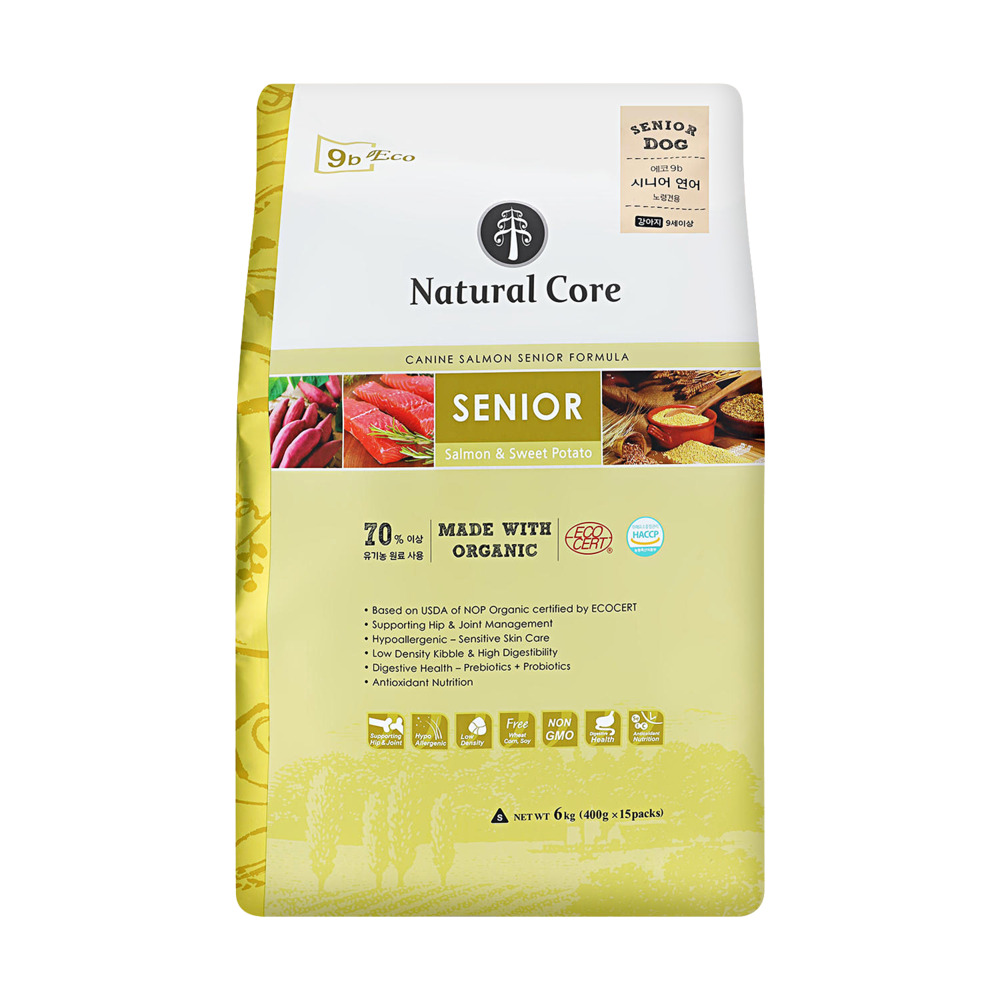 9b Eco
SENIOR
DOG
에코 9b
시니어 연어
노령견용
강아지 9세이상
Natural Core
CANINE SALMON SENIOR FORMULA
SENIOR
Salmon & Sweet Potato
70% 이상
유기농 원료 사용
MADE WITH
ORGANIC
ECO
CERT
®
HACCP
• Based on USDA of NOP Organic certified by ECOCERT
• Supporting Hip & Joint Management
• Hypoallergenic – Sensitive Skin Care
• Low Density Kibble & High Digestibility
• Digestive Health – Prebiotics + Probiotics
• Antioxidant Nutrition
Supporting
Hip & Joint
Hypo
Allergenic
Low
Density
Free
Wheat
Corn, Soy
NON
GMO
Digestive
Health
Antioxidant
Nutrition
S NET WT 6kg (400g × 15packs)